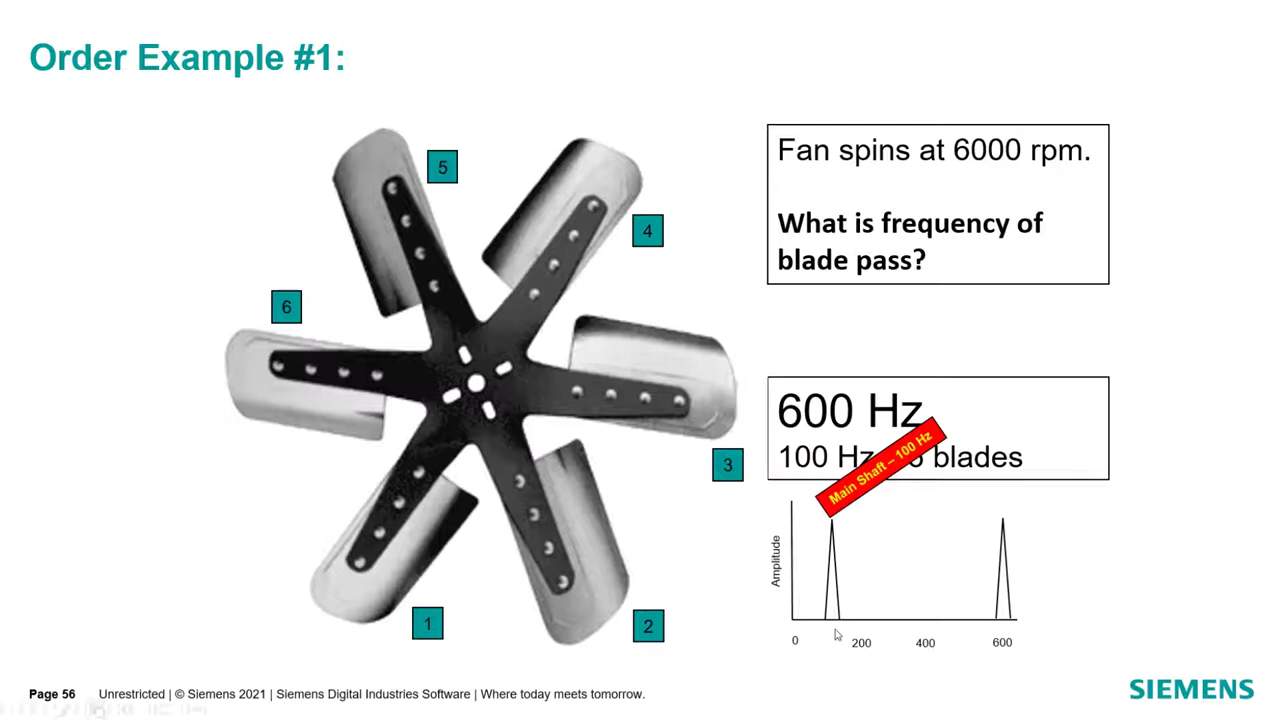 Order Example #1:
5
4
6
3
1
2
Fan spins at 6000 rpm.
What is frequency of
blade pass?
600 Hz
100 Hz blades
Main Shaft – 100 Hz
Amplitude
0 200 400 600
Page 56 Unrestricted | © Siemens 2021 | Siemens Digital Industries Software | Where today meets tomorrow.
SIEMENS